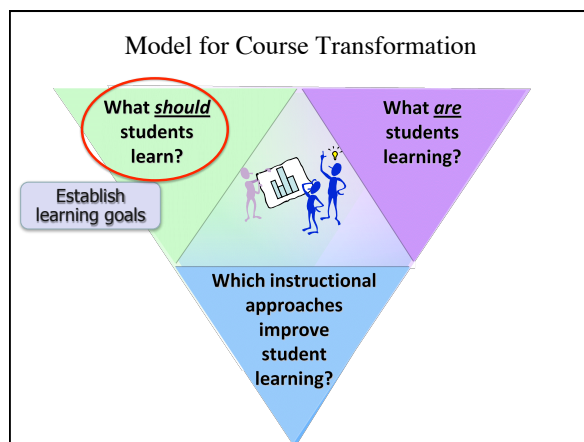 Model for Course Transformation
What should
students
learn?
What are
students
learning?
Establish
learning goals
Which instructional
approaches
improve
student
learning?